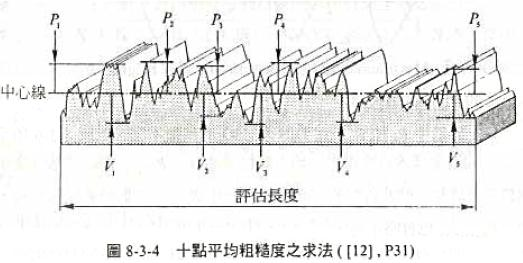 P1 P2 P3 P4 P5
中心線
V1 V2 V3 V4 V5
評估長度
圖 8-3-4 十點平均粗糙度之求法 ( [12] , P31)